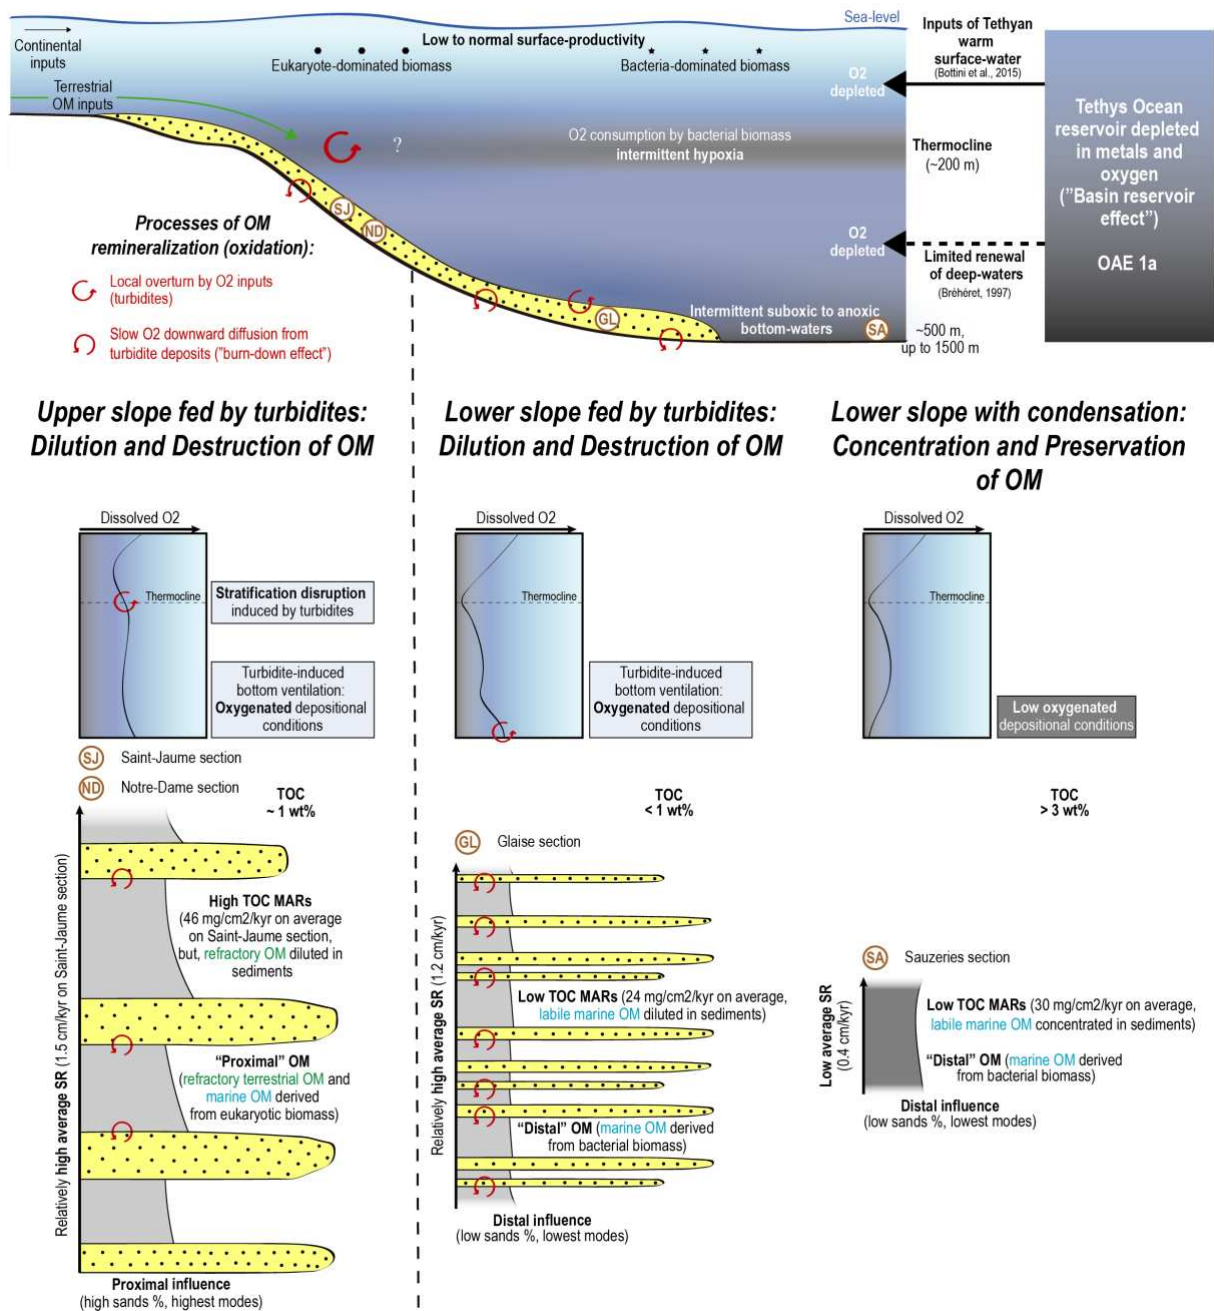 Sea-level
Continental
inputs
Low to normal surface-productivity
Eukaryote-dominated biomass
Bacteria-dominated biomass
Terrestrial
OM inputs
O2
depleted
Inputs of Tethyan
warm
surface-water
(Bottini et al., 2015)
?
O2 consumption by bacterial biomass
intermittent hypoxia
Thermocline
(~200 m)
Tethys Ocean
reservoir depleted
in metals and
oxygen
("Basin reservoir
effect")
OAE 1a
SJ
ND
O2
depleted
Limited renewal
of deep-waters
(Bréhéret, 1997)
GL
Intermittent suboxic to anoxic
bottom-waters
SA
~500 m,
up to 1500 m
Processes of OM
remineralization (oxidation):
Local overturn by O2 inputs
(turbidites)
Slow O2 downward diffusion from
turbidite deposits ("burn-down effect")
Upper slope fed by turbidites:
Dilution and Destruction of OM
Lower slope fed by turbidites:
Dilution and Destruction of OM
Lower slope with condensation:
Concentration and Preservation
of OM
Dissolved O2
Thermocline
Stratification disruption
induced by turbidites
Turbidite-induced
bottom ventilation:
Oxygenated depositional
conditions
Dissolved O2
Thermocline
Turbidite-induced
bottom ventilation:
Oxygenated depositional
conditions
Dissolved O2
Thermocline
Low oxygenated
depositional conditions
SJ Saint-Jaume section
ND Notre-Dame section
TOC
~ 1 wt%
Relatively high average SR (1.5 cm/kyr on Saint-Jaume section)
High TOC MARs
(46 mg/cm2/kyr on average
on Saint-Jaume section,
but, refractory OM diluted in
sediments
"Proximal" OM
(refractory terrestrial OM and
marine OM derived
from eukaryotic biomass)
Proximal influence
(high sands %, highest modes)
TOC
< 1 wt%
GL Glaise section
Relatively high average SR (1.2 cm/kyr)
Low TOC MARs (24 mg/cm2/kyr on average,
labile marine OM diluted in sediments)
"Distal" OM (marine OM derived
from bacterial biomass)
Distal influence
(low sands %, lowest modes)
TOC
> 3 wt%
SA Sauzeries section
Low average SR
(0.4 cm/kyr)
Low TOC MARs (30 mg/cm2/kyr on average,
labile marine OM concentrated in sediments)
"Distal" OM (marine OM derived
from bacterial biomass)
Distal influence
(low sands %, lowest modes)